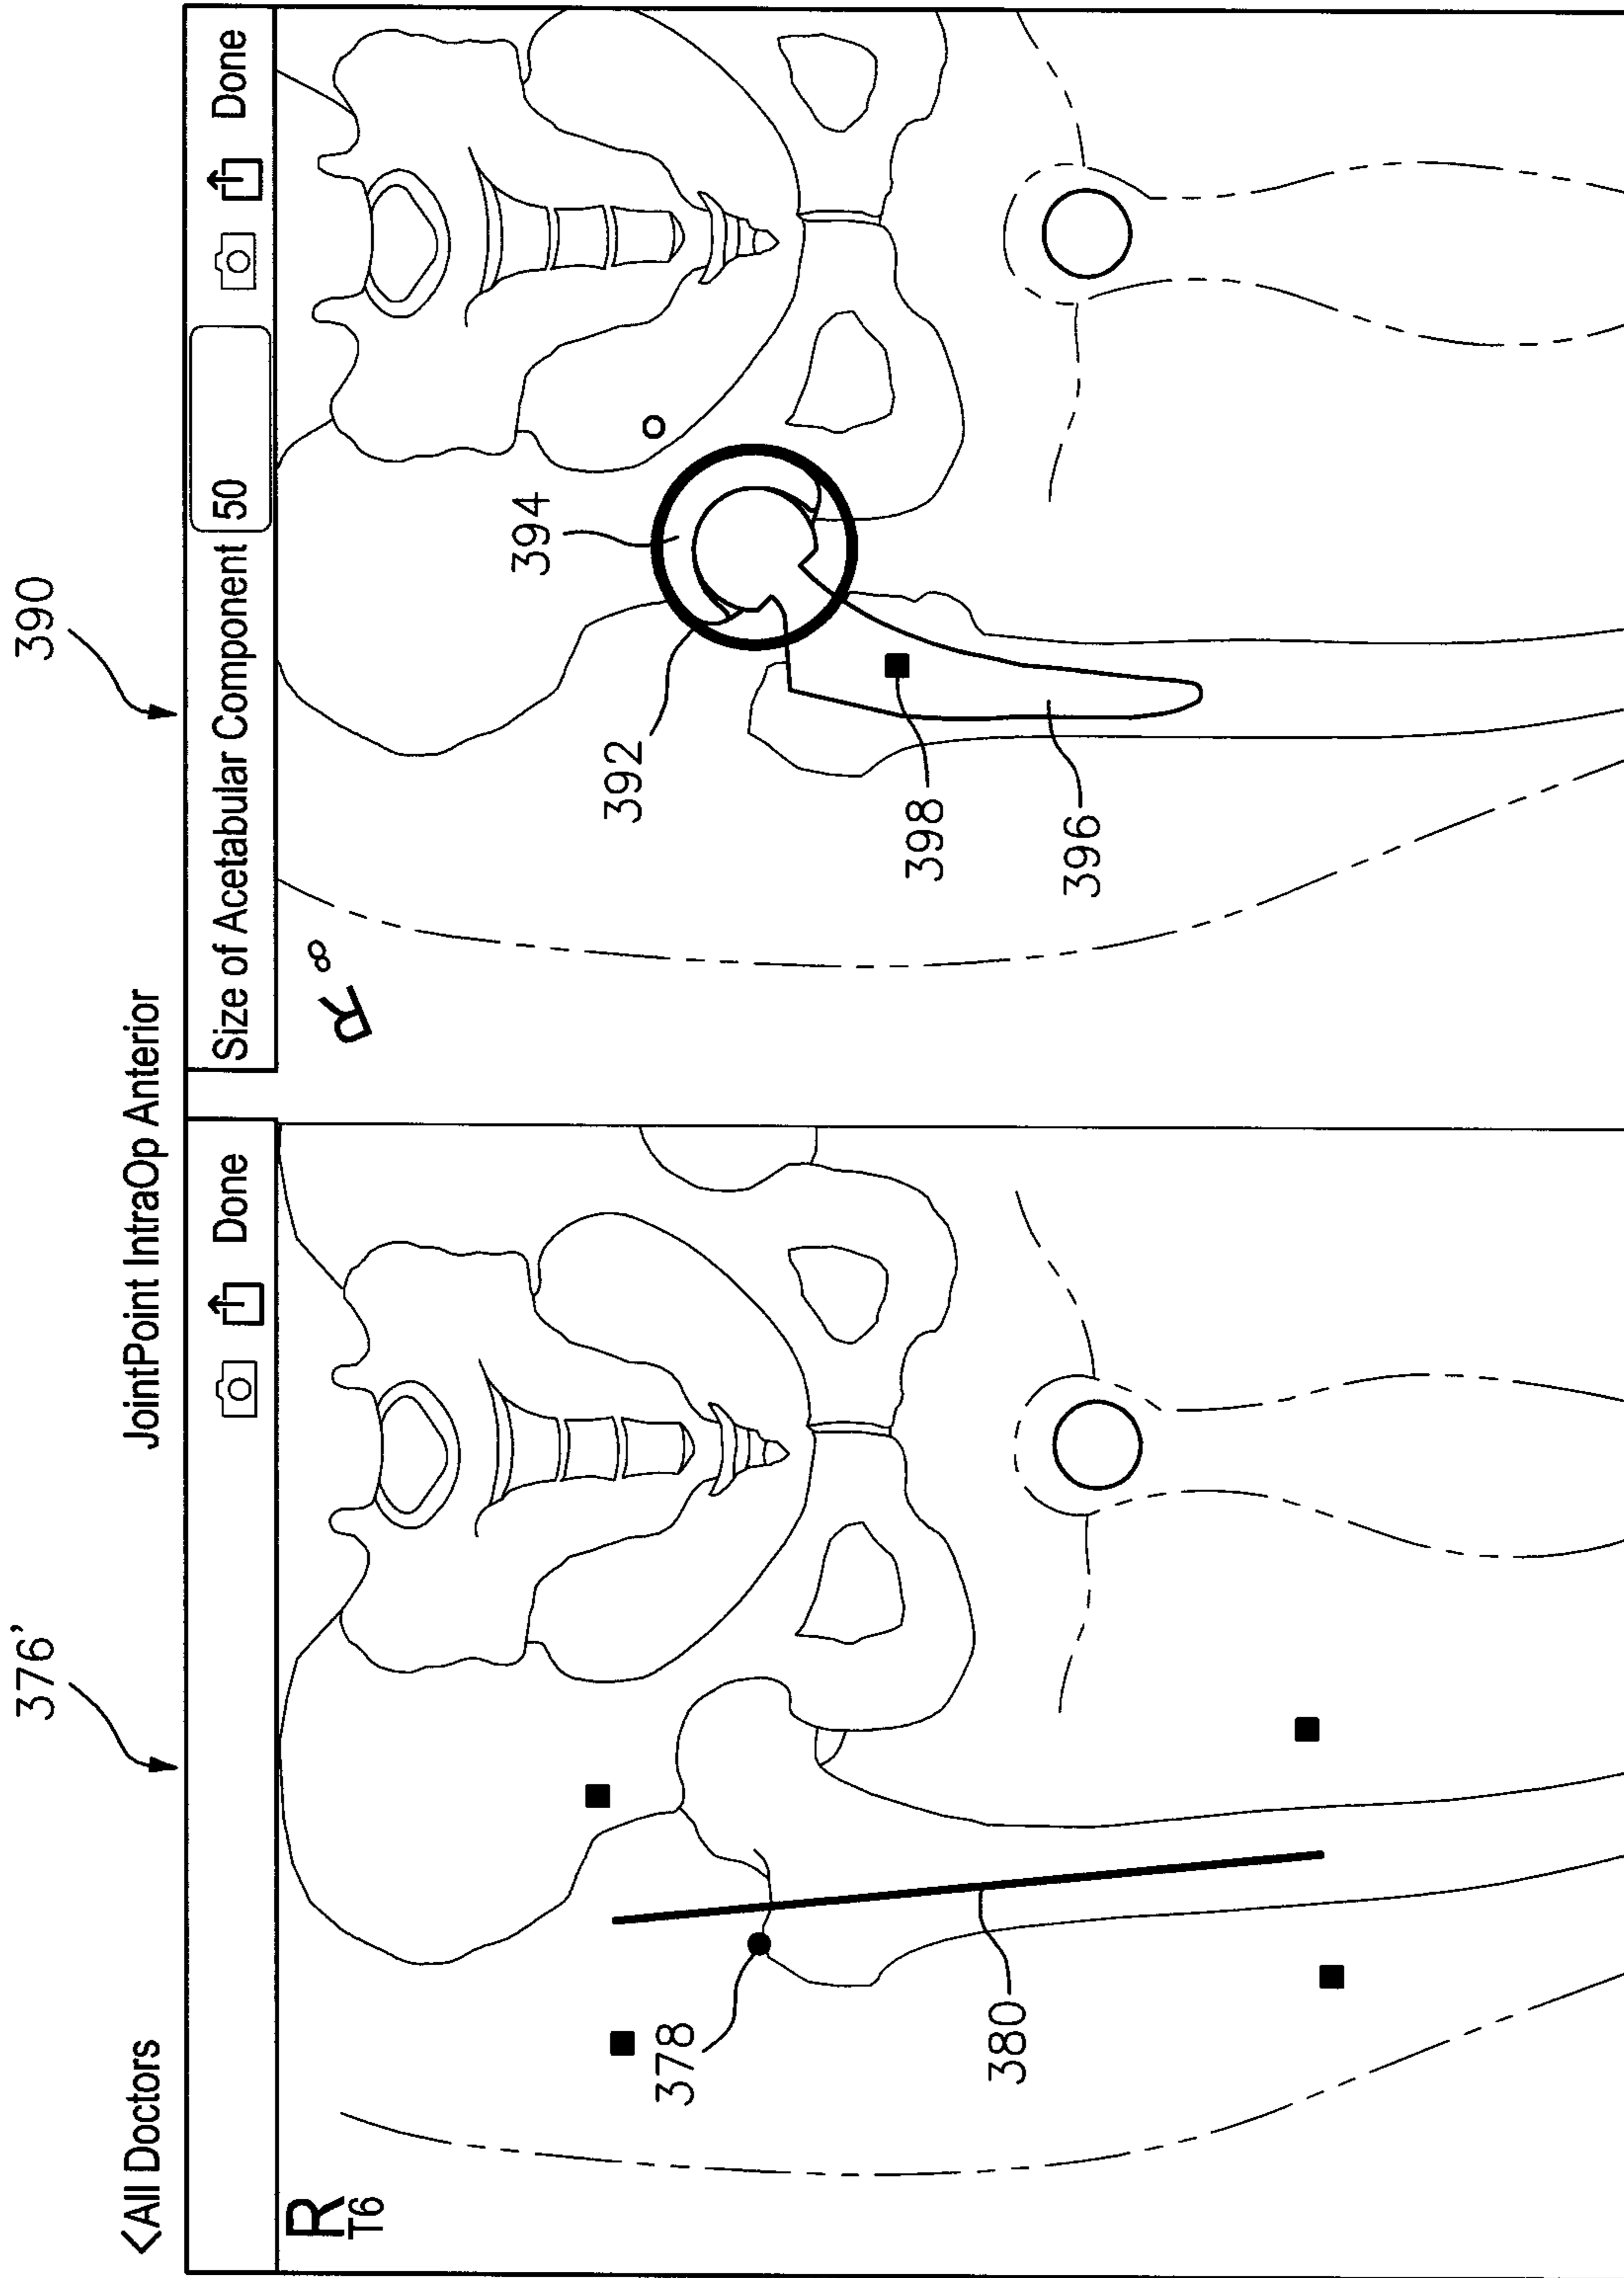 376'
390
<All Doctors
JointPoint IntraOp Anterior
Done
Size of Acetabular Component 50
Done
R
T6
R 8
378
380
392
394
398
396